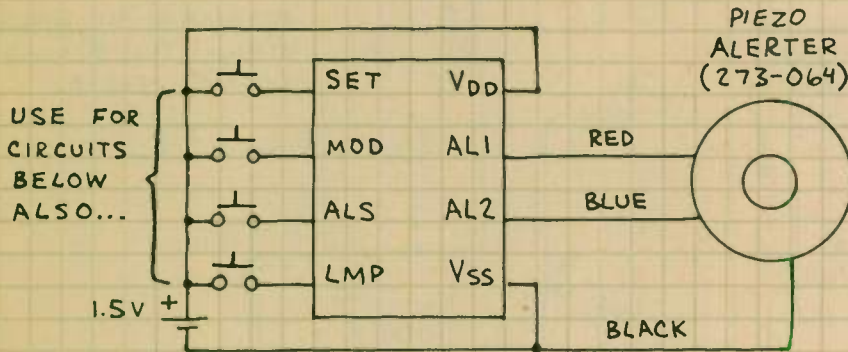 PIEZO
ALERTER
(273-064)
USE FOR
CIRCUITS
BELOW
ALSO...
SET
MOD
ALS
LMP
VDD
AL1
AL2
VSS
RED
BLUE
BLACK
1.5V +